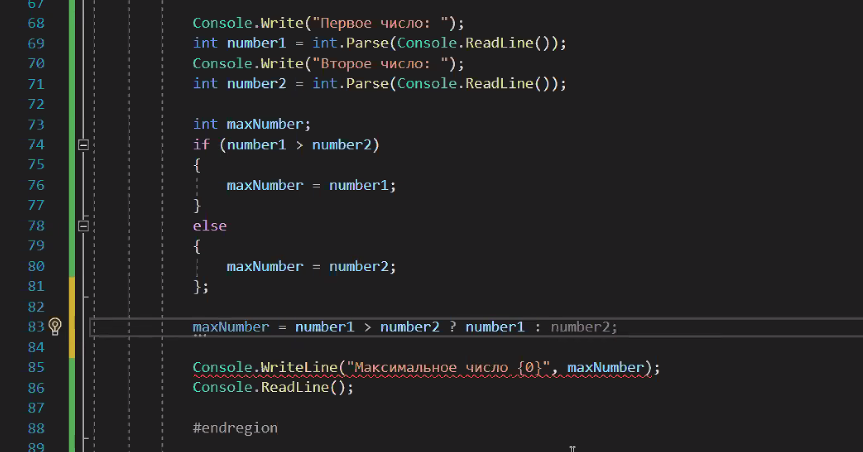 67
68 Console.Write("Первое число: ");
69 int number1 = int.Parse(Console.ReadLine());
70 Console.Write("Второе число: ");
71 int number2 = int.Parse(Console.ReadLine());
72
73 int maxNumber;
74 if (number1 > number2)
75 {
76 maxNumber = number1;
77 }
78 else
79 {
80 maxNumber = number2;
81 };
82
83 maxNumber = number1 > number2 ? number1 : number2;
84
85 Console.WriteLine("Максимальное число {0}", maxNumber);
86 Console.ReadLine();
87
88 #endregion
89